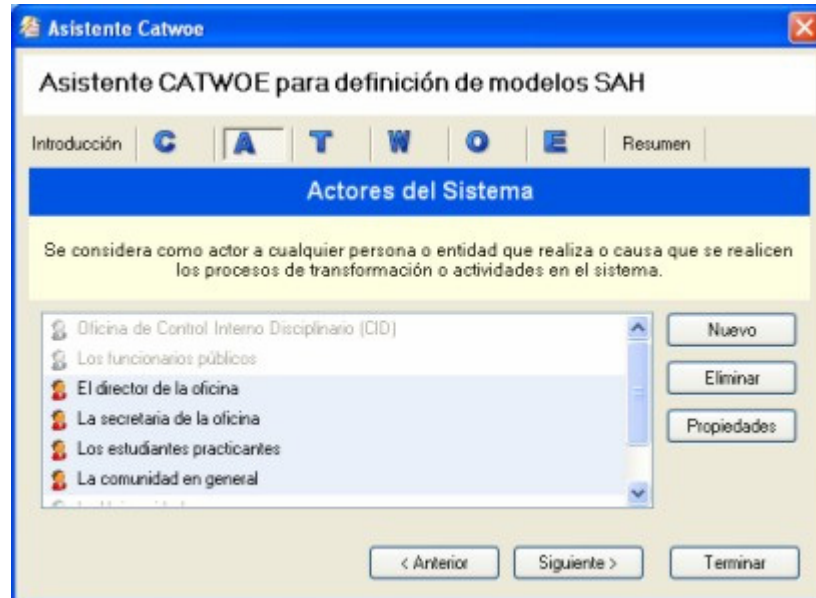 Asistente Catwoe
Asistente CATWOE para definición de modelos SAH
Introducción C A T W O E Resumen
Actores del Sistema
Se considera como actor a cualquier persona o entidad que realiza o causa que se realicen
los procesos de transformación o actividades en el sistema.
Oficina de Control Interno Disciplinario (CID)
Los funcionarios públicos
El director de la oficina
La secretaria de la oficina
Los estudiantes practicantes
La comunidad en general
Nuevo
Eliminar
Propiedades
< Anterior Siguiente > Terminar